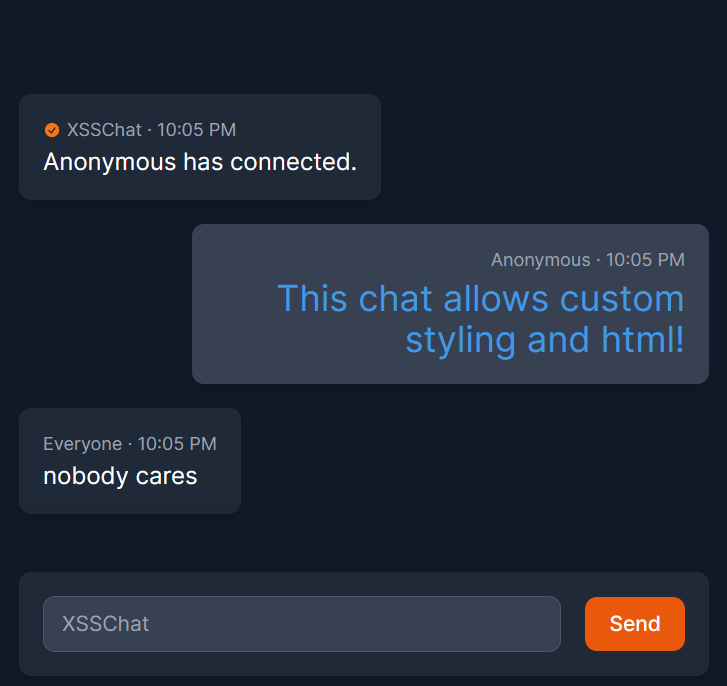 XSSChat · 10:05 PM
Anonymous has connected.
Anonymous · 10:05 PM
This chat allows custom
styling and html!
Everyone · 10:05 PM
nobody cares
XSSChat
Send